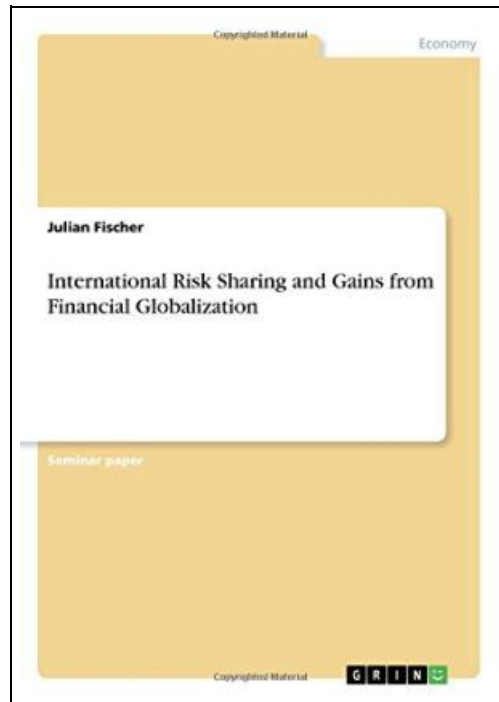 Copyrighted Material
Economy
Julian Fischer
International Risk Sharing and Gains from
Financial Globalization
Seminar paper
Copyrighted Material
GRIN